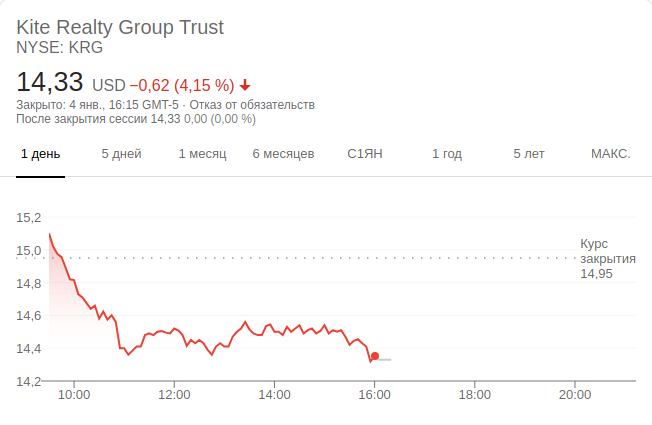 Kite Realty Group Trust
NYSE: KRG
14,33 USD −0,62 (4,15 %)
Закрыто: 4 янв., 16:15 GMT-5 · Отказ от обязательств
После закрытия сессии 14,33 0,00 (0,00 %)
1 день 5 дней 1 месяц 6 месяцев С1ЯН 1 год 5 лет МАКС.
15,2
Курс
15,0
закрытия
14,95
14,8
14,6
14,4
14,2
10:00 12:00 14:00 16:00 18:00 20:00